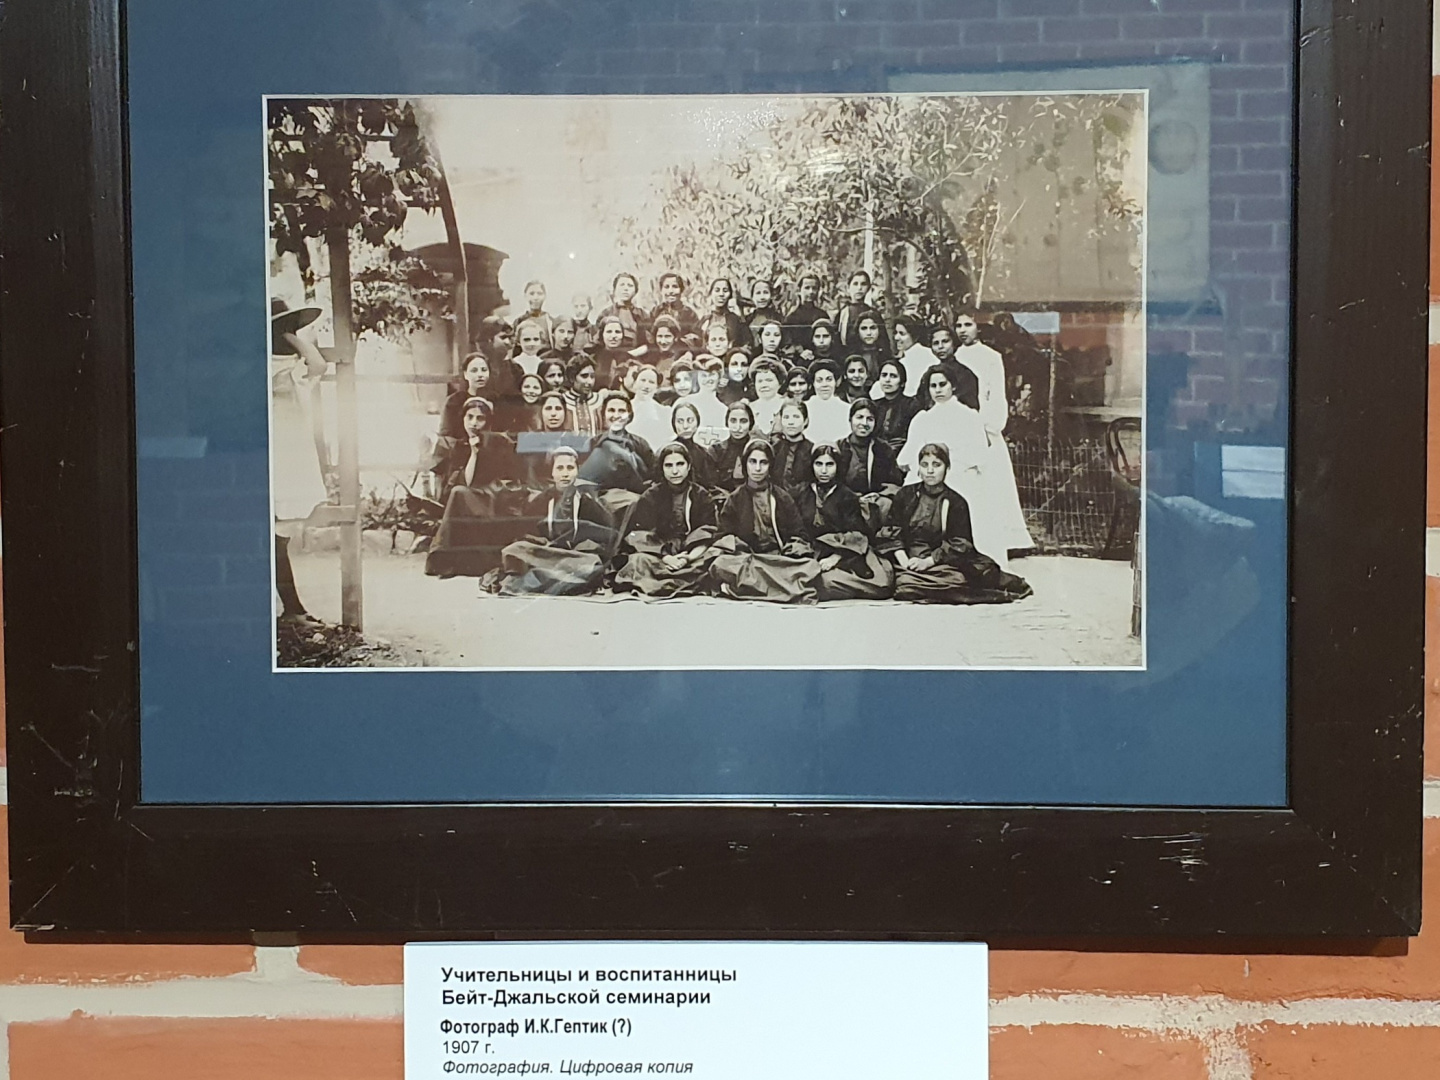 Учительницы и воспитанницы
Бейт-Джальской семинарии
Фотограф И.К.Гептик (?)
1907 г.
Фотография. Цифровая копия